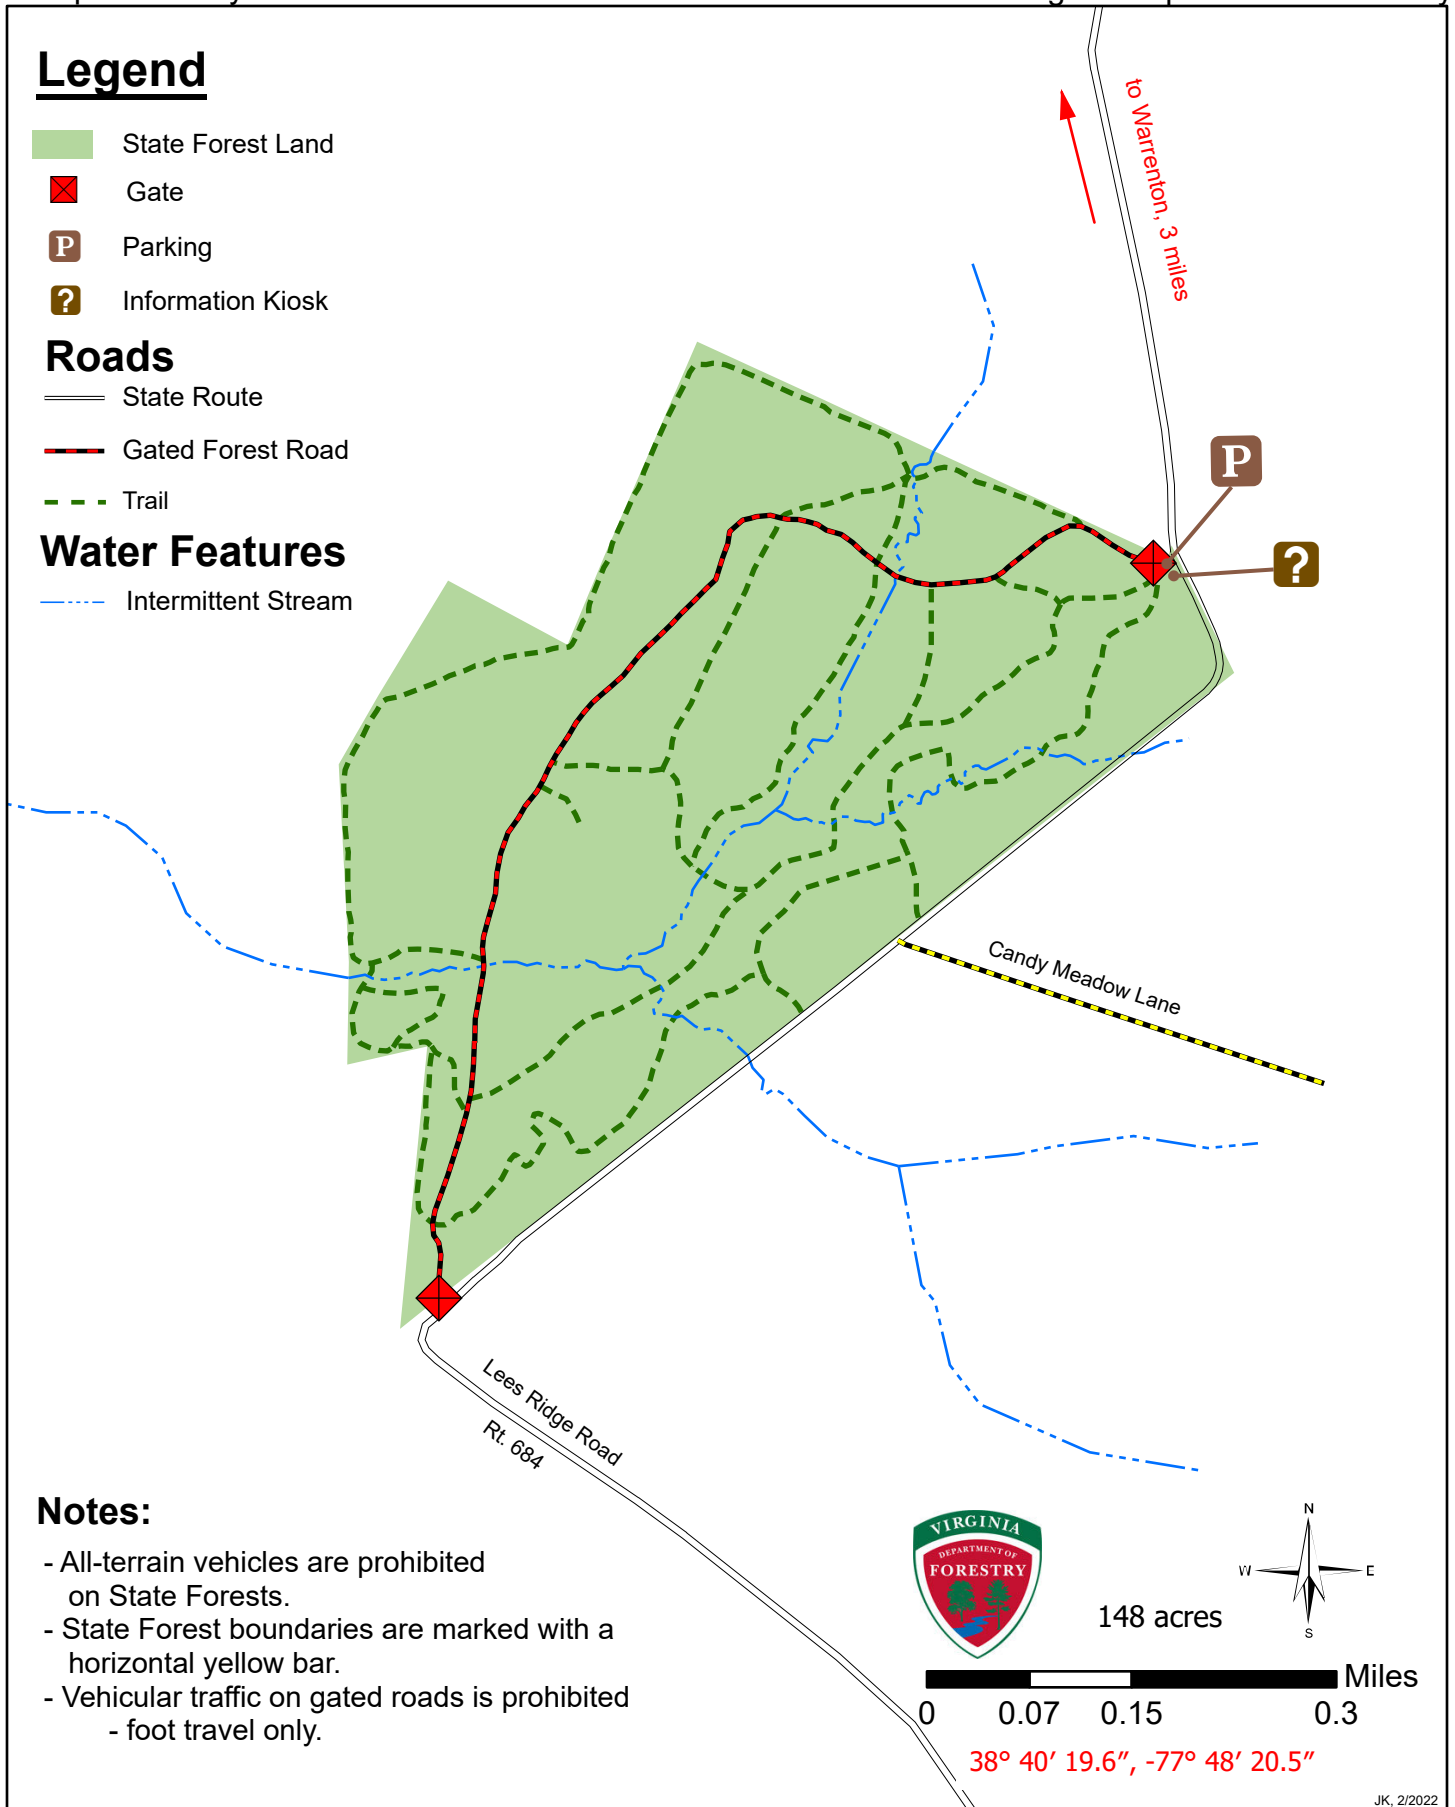 Legend
State Forest Land
Gate
P
Parking
?
Information Kiosk
Roads
State Route
Gated Forest Road
Trail
Water Features
Intermittent Stream
to Warrenton, 3 miles
P
?
Candy Meadow Lane
Lees Ridge Road
Rt. 684
Notes:
- All-terrain vehicles are prohibited
on State Forests.
- State Forest boundaries are marked with a
horizontal yellow bar.
- Vehicular traffic on gated roads is prohibited
- foot travel only.
VIRGINIA
DEPARTMENT OF
FORESTRY
148 acres
N
W
E
S
Miles
0 0.07 0.15 0.3
38° 40′ 19.6″, -77° 48′ 20.5″
JK, 2/2022